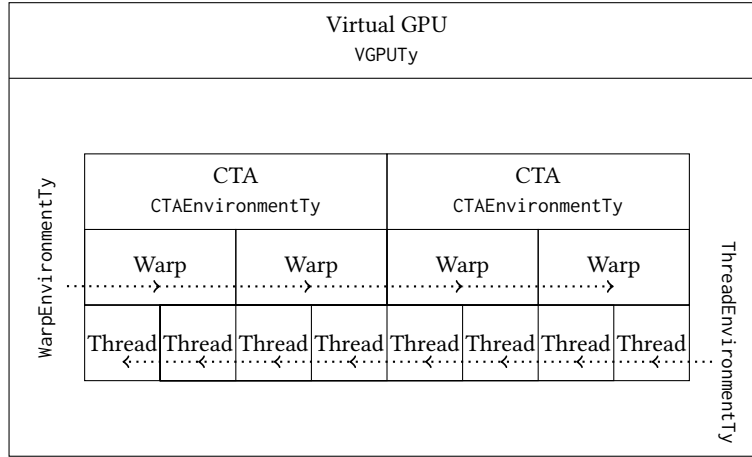 Virtual GPU
VGPUTy
CTA CTA
CTAEnvironmentTy CTAEnvironmentTy
WarpEnvironmentTy
Warp Warp Warp Warp
Thread Thread Thread Thread Thread Thread Thread Thread
ThreadEnvironmentTy